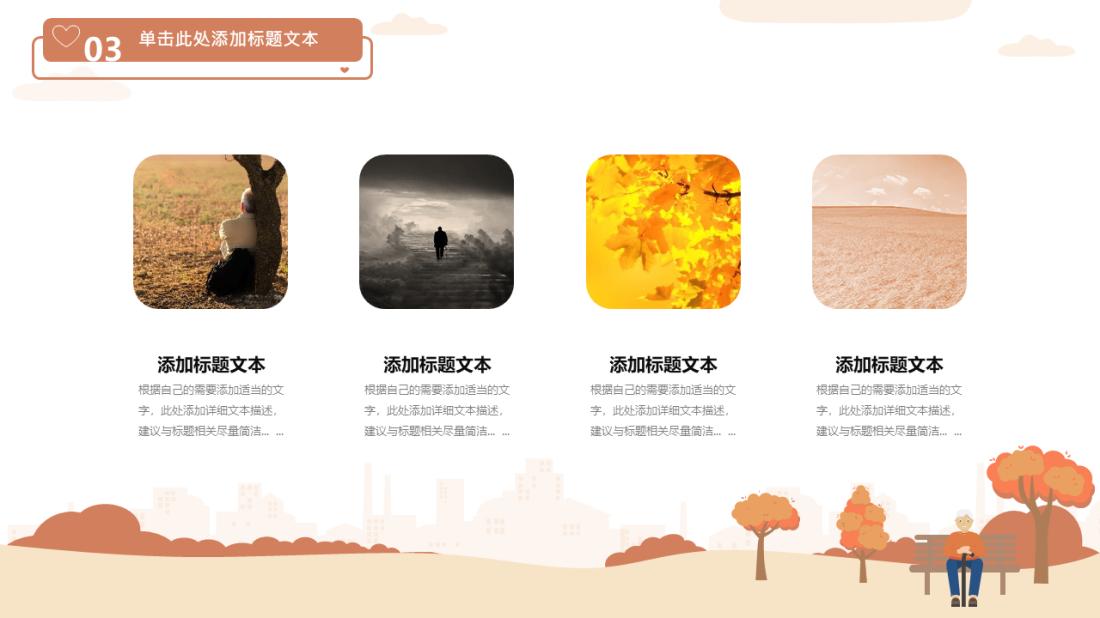 03 单击此处添加标题文本
添加标题文本
根据自己的需要添加适当的文
字，此处添加详细文本描述，
建议与标题相关尽量简洁... ...
添加标题文本
根据自己的需要添加适当的文
字，此处添加详细文本描述，
建议与标题相关尽量简洁... ...
添加标题文本
根据自己的需要添加适当的文
字，此处添加详细文本描述，
建议与标题相关尽量简洁... ...
添加标题文本
根据自己的需要添加适当的文
字，此处添加详细文本描述，
建议与标题相关尽量简洁... ...